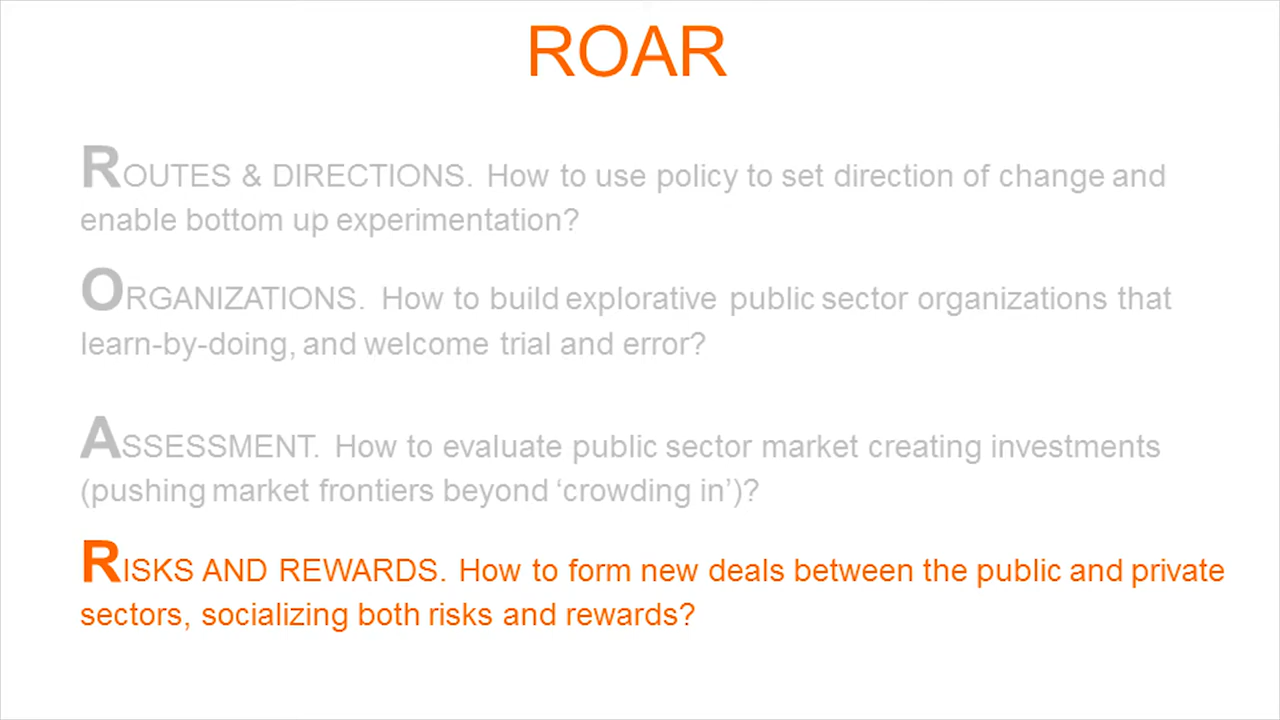 ROAR
ROUTES & DIRECTIONS. How to use policy to set direction of change and
enable bottom up experimentation?
ORGANIZATIONS. How to build explorative public sector organizations that
learn-by-doing, and welcome trial and error?
ASSESSMENT. How to evaluate public sector market creating investments
(pushing market frontiers beyond ‘crowding in’)?
RISKS AND REWARDS. How to form new deals between the public and private
sectors, socializing both risks and rewards?